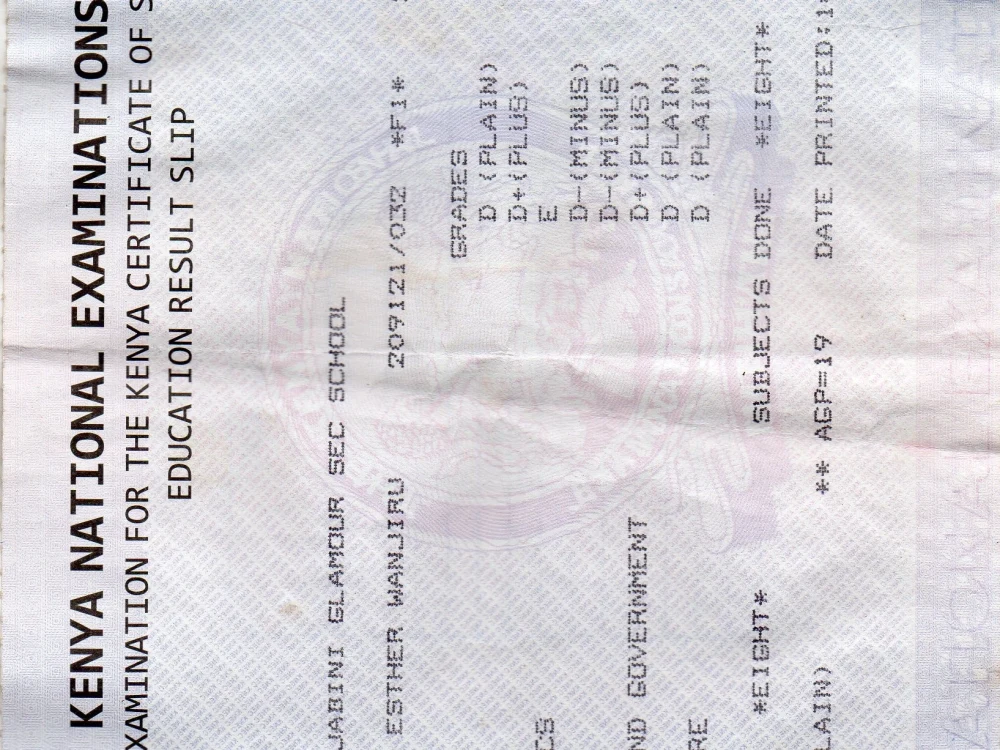 KENYA NATIONAL EXAMINATIONS
XAMINATION FOR THE KENYA CERTIFICATE OF S
EDUCATION RESULT SLIP
JABINI GLAMOUR SEC SCHOOL
ESTHER WANJIRU 209121/032 *F1*
GRADES
D (PLAIN)
D+(PLUS)
CS E
D-(MINUS)
D-(MINUS)
ND GOVERNMENT D+(PLUS)
D (PLAIN)
RE D (PLAIN)
*EIGHT* SUBJECTS DONE *EIGHT*
LAIN) ** AGP=19 DATE PRINTED:1